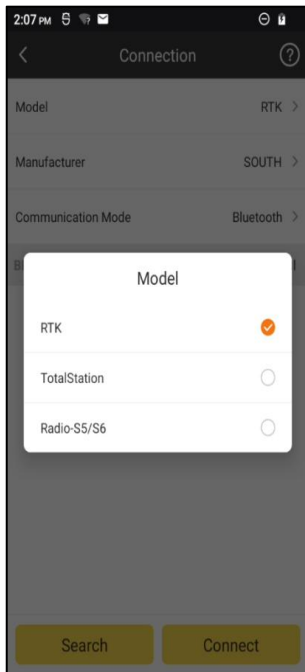 2:07 PM
Connection
Model RTK
Manufacturer SOUTH
Communication Mode Bluetooth
Model
RTK
TotalStation
Radio-S5/S6
Search Connect